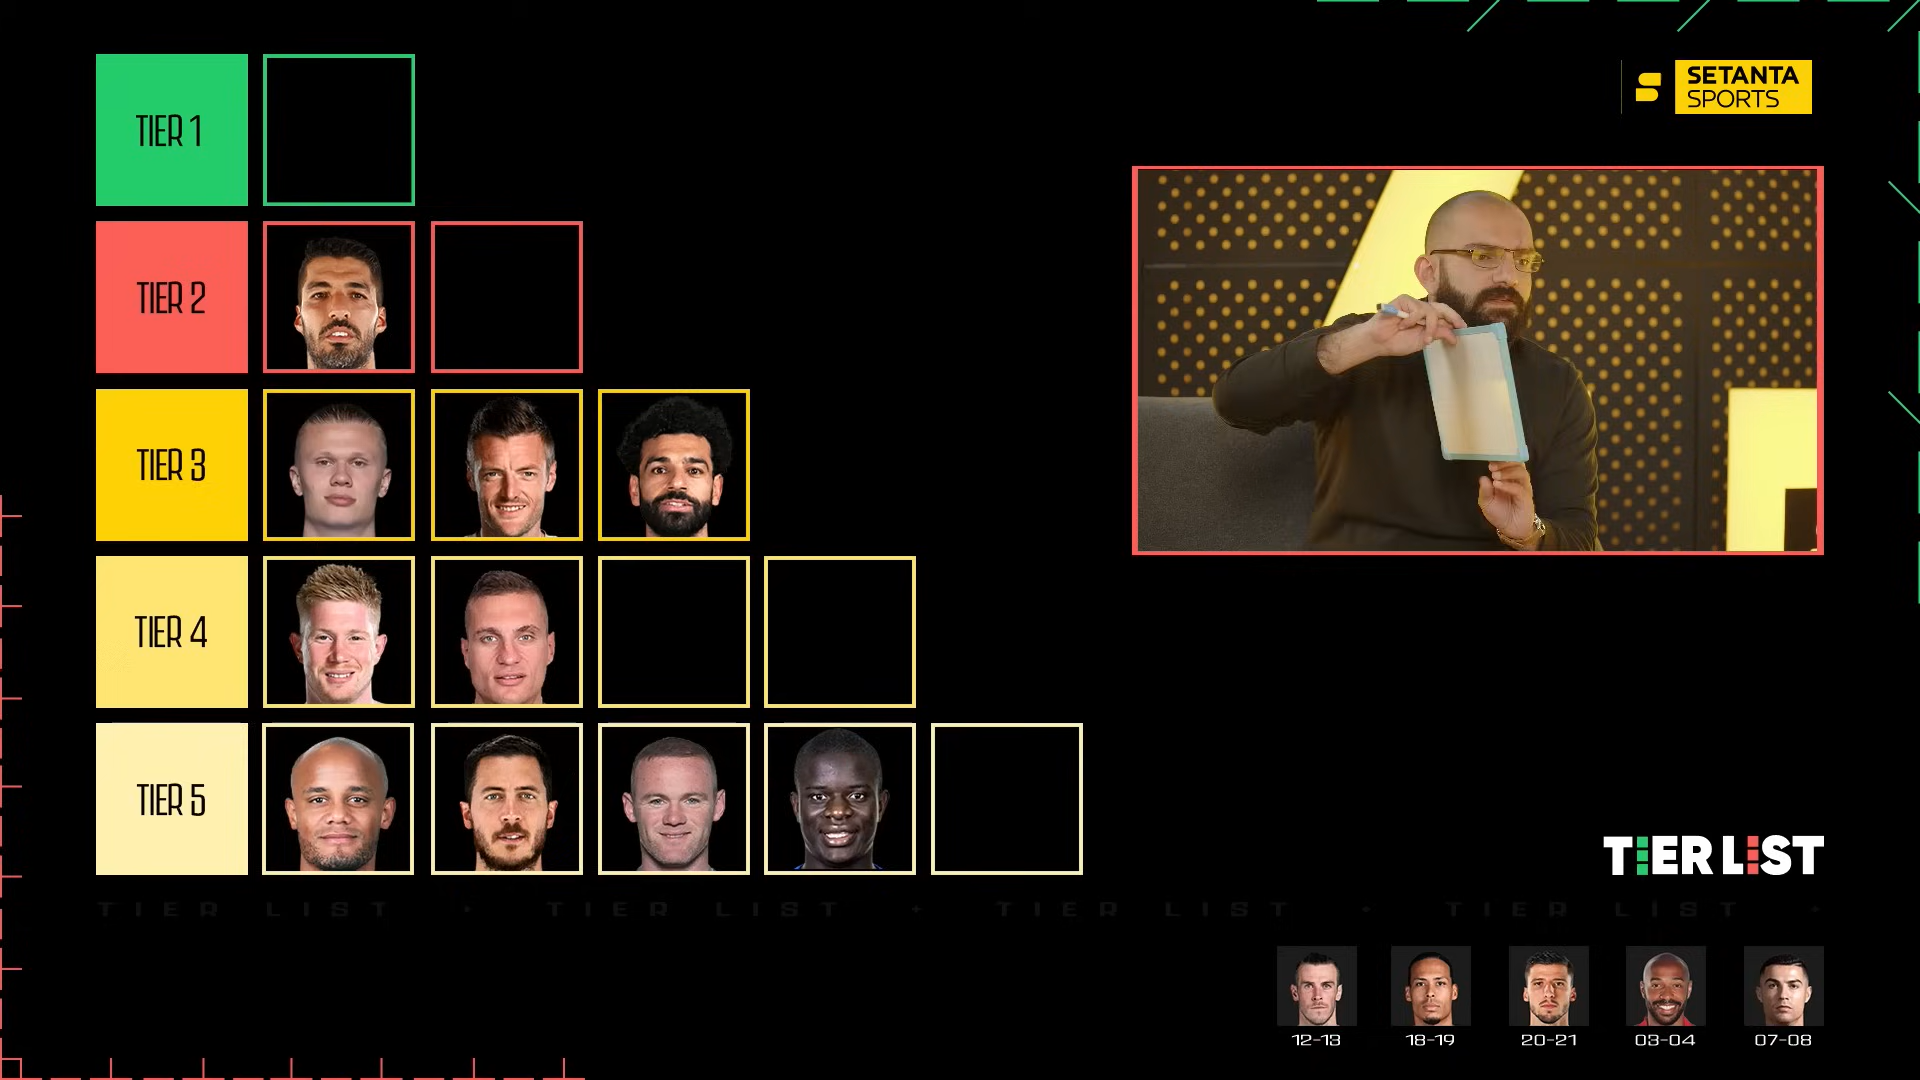 TIER 1
SETANTA
SPORTS
TIER 2
TIER 3
TIER 4
TIER 5
TIER LIST
TIER LIST TIER LIST TIER LIST TIER LIST
12-13 18-19 20-21 03-04 07-08